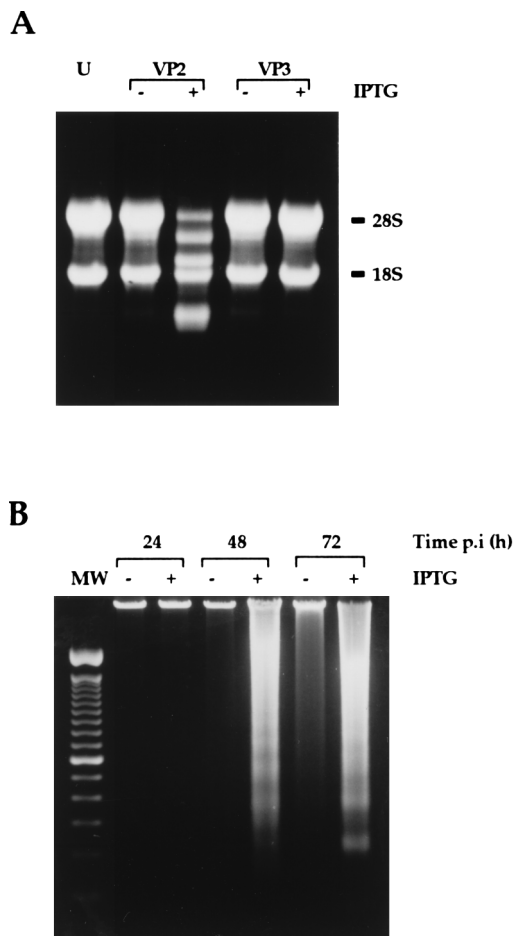 A
U VP2 VP3
- + - + IPTG
28S
18S
B
24 48 72 Time p.i (h)
MW - + - + - + IPTG